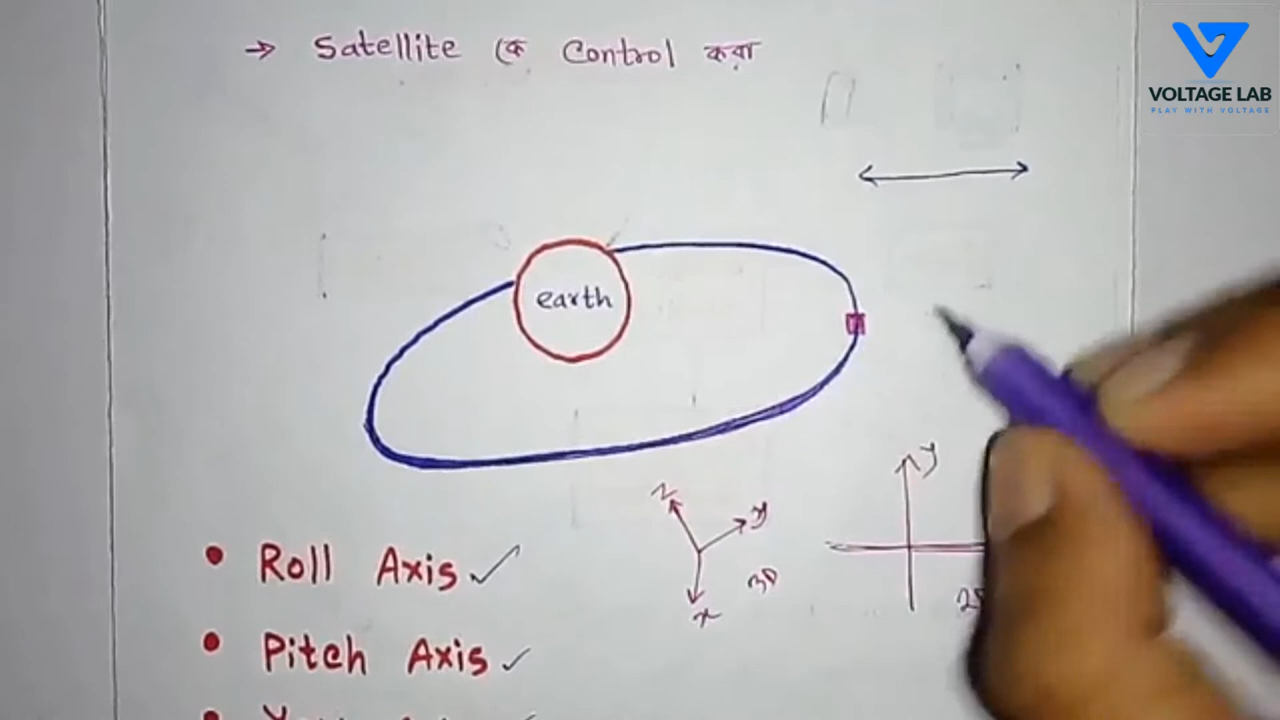 → Satellite কে Control করা
VOLTAGE LAB
PLAY WITH VOLTAGE
earth
z
y
x
3D
y
• Roll Axis ✓
• Pitch Axis ✓